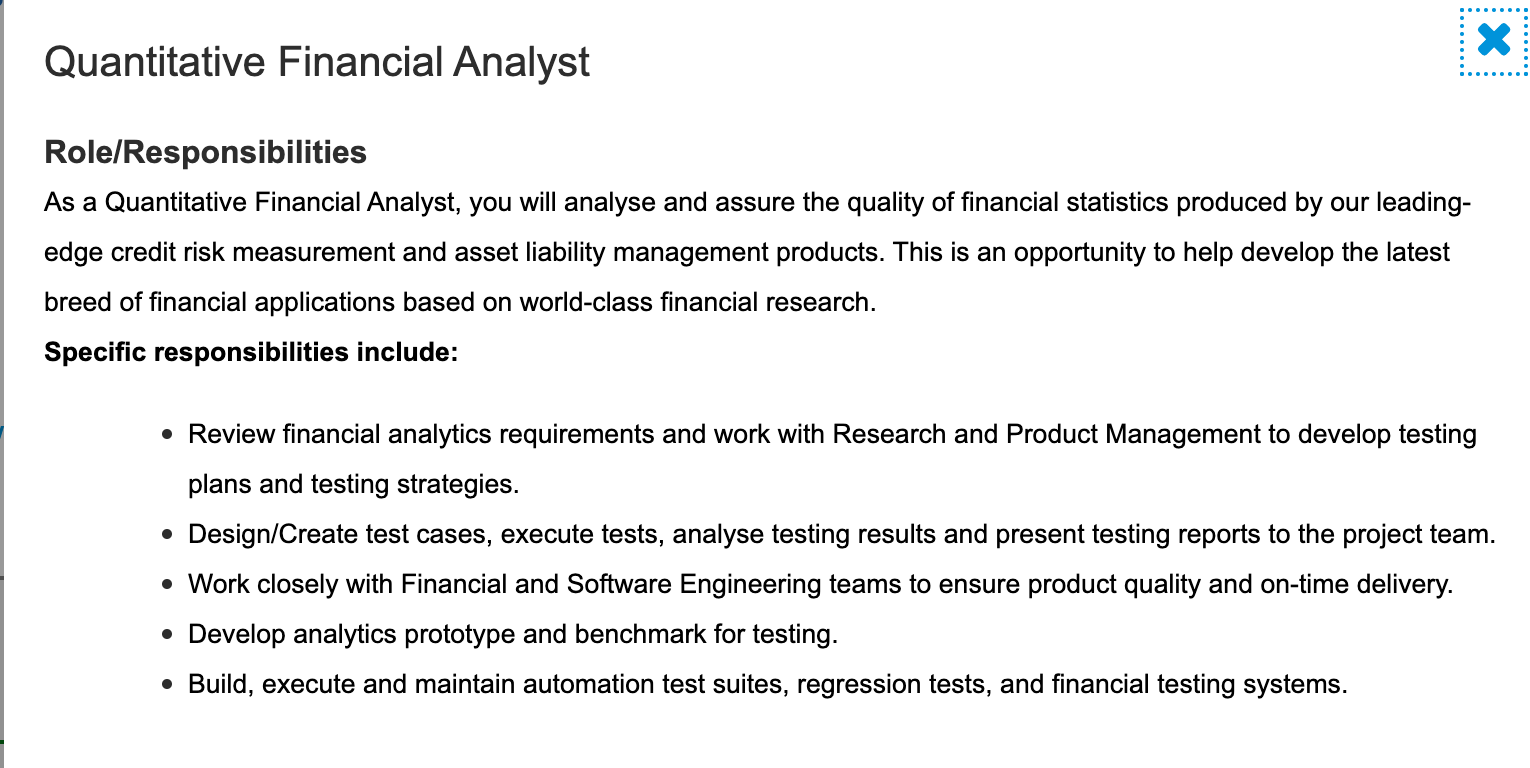 Quantitative Financial Analyst
Role/Responsibilities
As a Quantitative Financial Analyst, you will analyse and assure the quality of financial statistics produced by our leading-
edge credit risk measurement and asset liability management products. This is an opportunity to help develop the latest
breed of financial applications based on world-class financial research.
Specific responsibilities include:
• Review financial analytics requirements and work with Research and Product Management to develop testing
plans and testing strategies.
• Design/Create test cases, execute tests, analyse testing results and present testing reports to the project team.
• Work closely with Financial and Software Engineering teams to ensure product quality and on-time delivery.
• Develop analytics prototype and benchmark for testing.
• Build, execute and maintain automation test suites, regression tests, and financial testing systems.